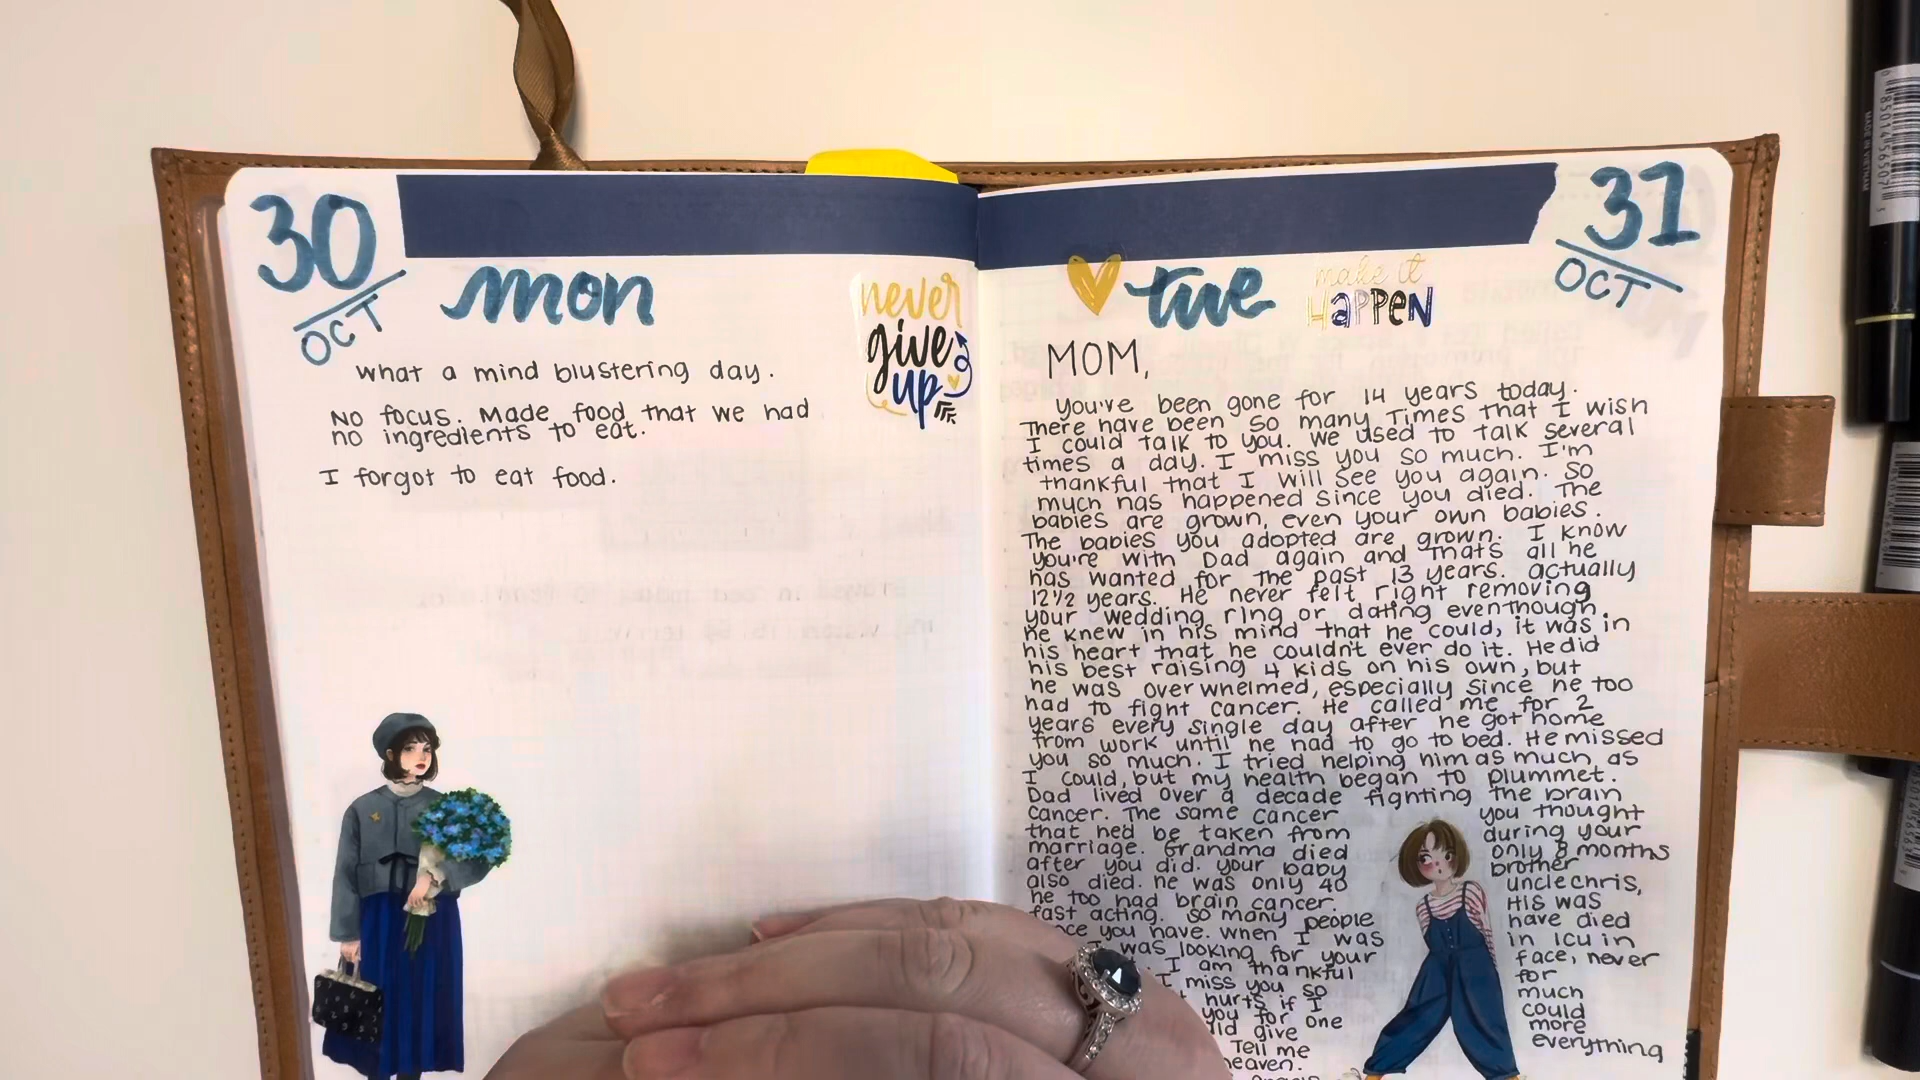 30
OCT
mon
never
give
up
What a mind blustering day.
No focus. Made food that we had
no ingredients to eat.
I forgot to eat food.
tue
make it
HAPPEN
31
OCT
MOM,
You've been gone for 14 years today.
There have been so many times that I wish
I could talk to you. We used to talk several
times a day. I miss you so much. I'm
thankful that I will see you again. So
much has happened since you died. The
babies are grown, even your own babies.
The babies you adopted are grown. I know
you're with Dad again and that's all he
has wanted for the past 13 years. actually
12½ years. He never felt right removing
your wedding ring or dating eventhough
he knew in his mind that he could, it was in
his heart that he couldn't ever do it. He did
his best raising 4 kids on his own, but
he was overwhelmed, especially since he too
had to fight cancer. He called me for 2
years every single day after he got home
from work until he had to go to bed. He missed
you so much. I tried helping him as much as
I could, but my health began to plummet.
Dad lived over a decade fighting the brain
cancer. The same cancer you thought
that he'd be taken from during your
marriage. Grandma died only 8 months
after you did. your baby brother
also died. he was only 40 uncle Chris,
he too had brain cancer. His was
fast acting. So many people have died
you have. when I was in ICU in
I was looking for your face, never
I am thankful for
I miss you so much
hurts if I could
you for one more
give everything
Tell me
heaven.
MADE IN VIETNAM